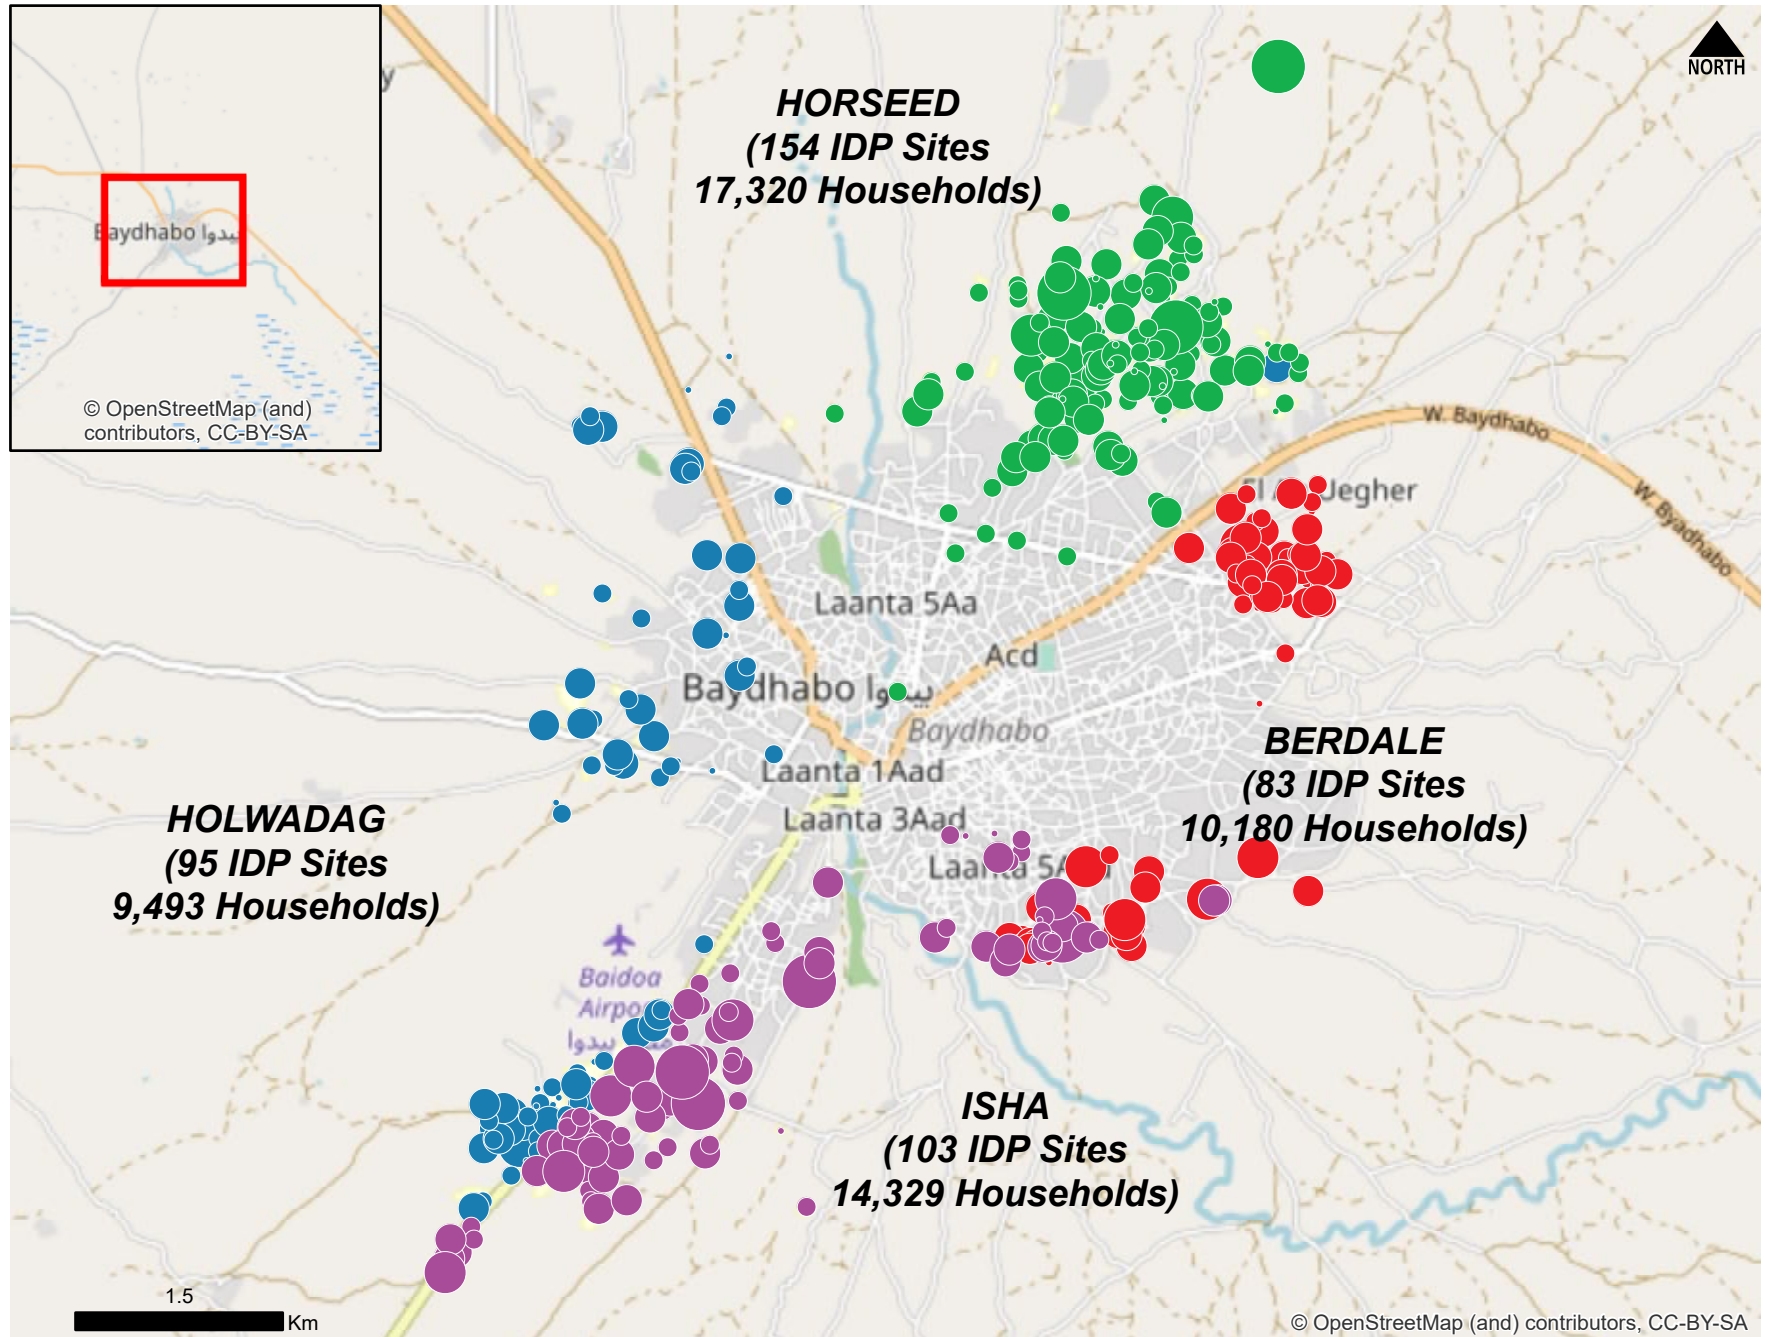 Baydhabo بيدوا
© OpenStreetMap (and)
contributors, CC-BY-SA
y
NORTH
HORSEED
(154 IDP Sites
17,320 Households)
W. Baydhabo
W. Byadhabo
El
Jegher
Laanta 5Aa
Acd
Baydhabo بيدوا
Baydhabo
Laanta 1Aad
Laanta 3Aad
BERDALE
(83 IDP Sites
10,180 Households)
HOLWADAG
(95 IDP Sites
9,493 Households)
Baidoa
بيدوا
ISHA
(103 IDP Sites
14,329 Households)
1.5
Km
© OpenStreetMap (and) contributors, CC-BY-SA